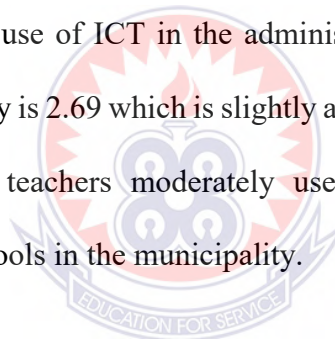 use of ICT in the adminis
y is 2.69 which is slightly a
teachers moderately use
ools in the municipality.
EDUCATION FOR SERVICE